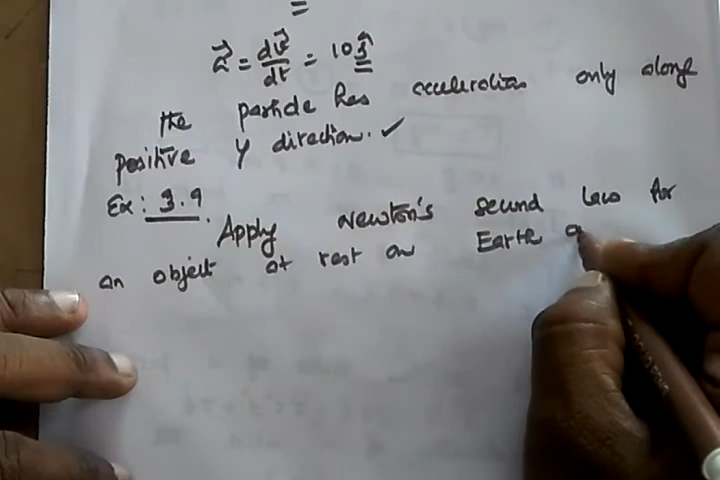 =
a⃗ = dv⃗/dt = 10 ĵ
the particle has acceleration only along
positive y direction. ✓
Ex: 3.9.
Apply Newton's second law for
an object at rest on Earth a